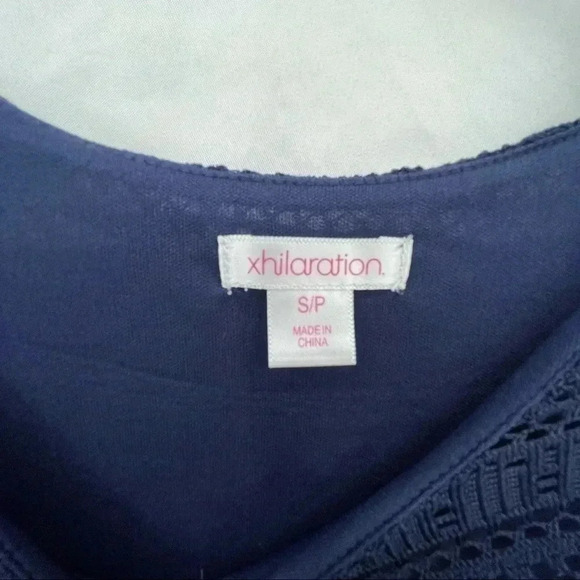 xhilaration.
S/P
MADE IN
CHINA